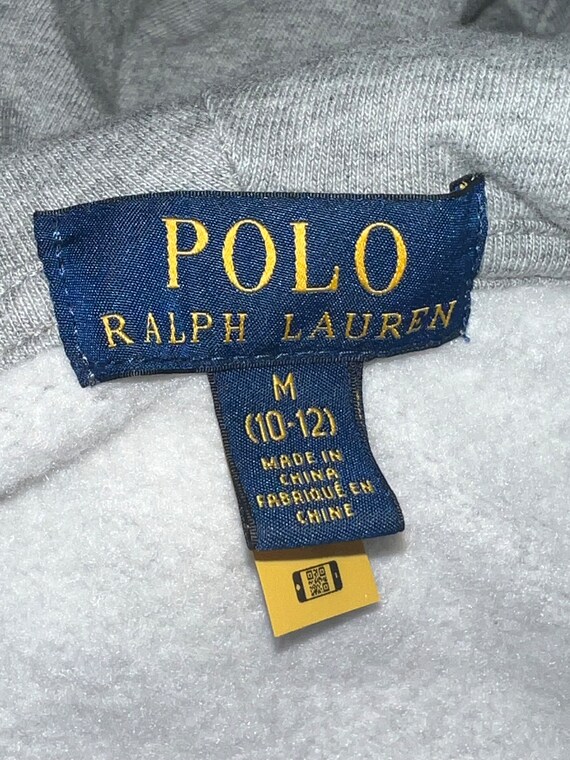 POLO
RALPH LAUREN
M
(10-12)
MADE IN
CHINA
FABRIQUÉ EN
CHINE